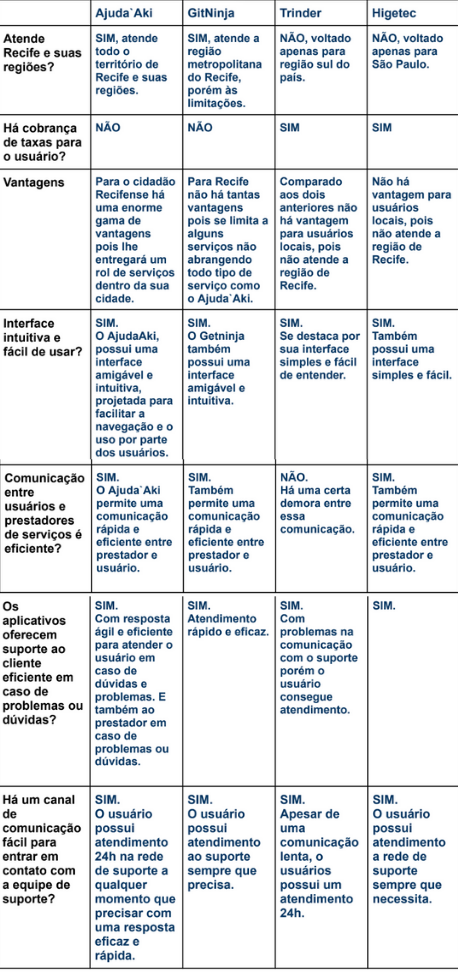 Ajuda`Aki
GitNinja
Trinder
Higetec
Atende
Recife e suas
regiões?
SIM, atende
todo o
território de
Recife e suas
regiões.
SIM, atende a
região
metropolitana
do Recife,
porém às
limitações.
NÃO, voltado
apenas para
região sul do
país.
NÃO, voltado
apenas para
São Paulo.
Há cobrança
de taxas para
o usuário?
NÃO
NÃO
SIM
SIM
Vantagens
Para o cidadão
Recifense há
uma enorme
gama de
vantagens
pois lhe
entregará um
rol de serviços
dentro da sua
cidade.
Para Recife
não há tantas
vantagens
pois se limita a
alguns
serviços não
abrangendo
todo tipo de
serviço como
o Ajuda`Aki.
Comparado
aos dois
anteriores não
há vantagem
para usuários
locais, pois
não atende a
região de
Recife.
Não há
vantagem para
usuários
locais, pois
não atende a
região de
Recife.
Interface
intuitiva e
fácil de usar?
SIM.
O AjudaAki,
possui uma
interface
amigável e
intuitiva,
projetada para
facilitar a
navegação e o
uso por parte
dos usuários.
SIM.
O Getninja
também
possui uma
interface
amigável e
intuitiva.
SIM.
Se destaca por
sua interface
simples e fácil
de entender.
SIM.
Também
possui uma
interface
simples e fácil.
Comunicação
entre
usuários e
prestadores
de serviços é
eficiente?
SIM.
O Ajuda`Aki
permite uma
comunicação
rápida e
eficiente entre
prestador e
usuário.
SIM.
Também
permite uma
comunicação
rápida e
eficiente entre
prestador e
usuário.
NÃO.
Há uma certa
demora entre
essa
comunicação.
SIM.
Também
permite uma
comunicação
rápida e
eficiente entre
prestador e
usuário.
Os
aplicativos
oferecem
suporte ao
cliente
eficiente em
caso de
problemas ou
dúvidas?
SIM.
Com resposta
ágil e eficiente
para atender o
usuário em
caso de
dúvidas e
problemas. E
também ao
prestador em
caso de
problemas ou
dúvidas.
SIM.
Atendimento
rápido e eficaz.
SIM.
Com
problemas na
comunicação
com o suporte
porém o
usuário
consegue
atendimento.
SIM.
Há um canal
de
comunicação
fácil para
entrar em
contato com
a equipe de
suporte?
SIM.
O usuário
possui
atendimento
24h na rede
de suporte a
qualquer
momento que
precisar com
uma resposta
eficaz e
rápida.
SIM.
O usuário
possui
atendimento
ao suporte
sempre que
precisa.
SIM.
Apesar de
uma
comunicação
lenta, o
usuários
possui um
atendimento
24h.
SIM.
O usuário
possui
atendimento
a rede de
suporte
sempre que
necessita.